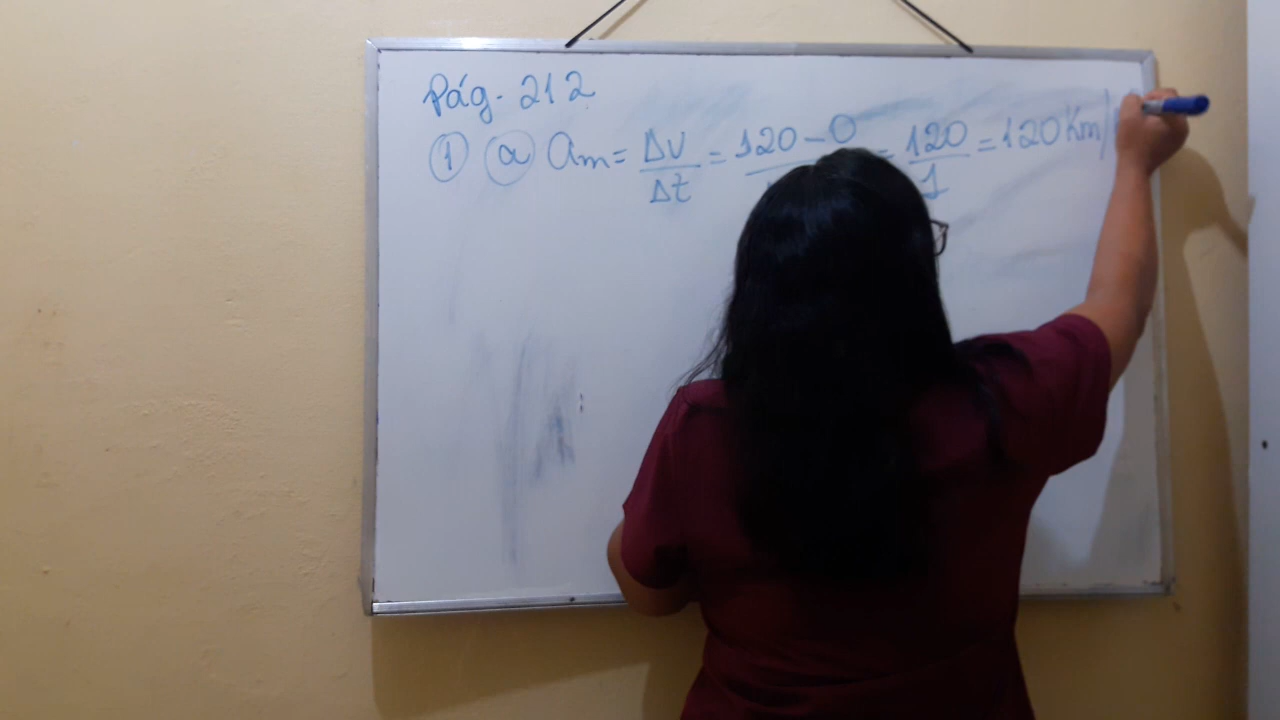 Pág. 212
① ⓐ am = ΔV/Δt = 120-0/ = 120/1 = 120 Km/